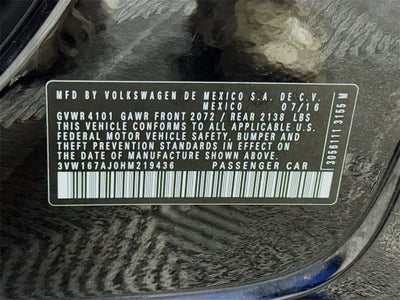 MFD BY VOLKSWAGEN DE MEXICO S.A. DE C.V.
MEXICO 07/16
GVWR 4101 GAWR FRONT 2072 / REAR 2138 LBS
THIS VEHICLE CONFORMS TO ALL APPLICABLE U.S.
FEDERAL MOTOR VEHICLE SAFETY, BUMPER, AND
THEFT PREVENTION STANDARDS IN EFFECT ON THE
DATE OF MANUFACTURE SHOWN ABOVE
3VW167AJ0HM219436 PASSENGER CAR
3056111 3155 M